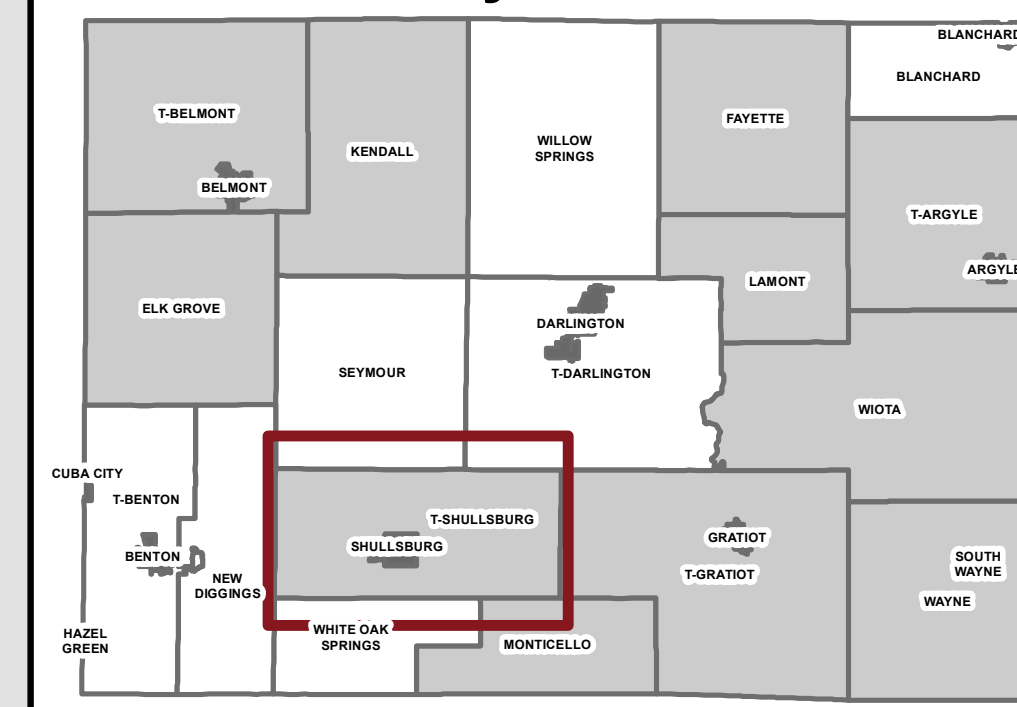 BLANCHARD
BLANCHARD
T-BELMONT
FAYETTE
KENDALL
WILLOW
SPRINGS
BELMONT
T-ARGYLE
ARGYLE
LAMONT
ELK GROVE
DARLINGTON
SEYMOUR
T-DARLINGTON
WIOTA
CUBA CITY
T-BENTON
T-SHULLSBURG
SHULLSBURG
GRATIOT
BENTON
T-GRATIOT
SOUTH
WAYNE
NEW
DIGGINGS
WAYNE
HAZEL
GREEN
WHITE OAK
SPRINGS
MONTICELLO